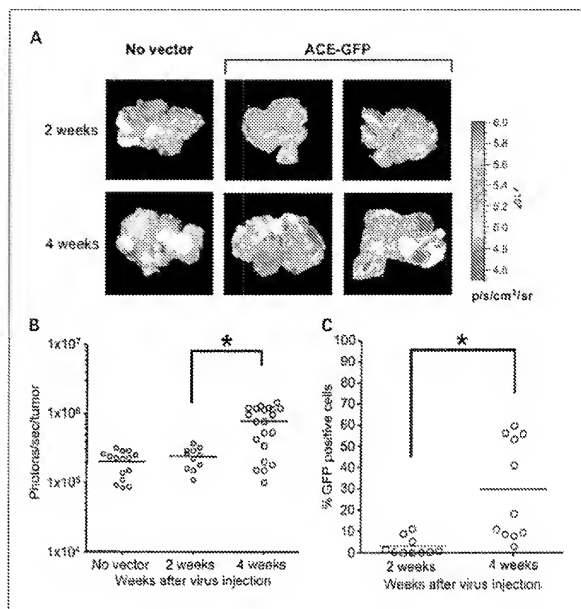 A
No vector
ACE-GFP
2 weeks
4 weeks
6.0
5.8
5.6
5.4
5.2
5.0
4.8
4.6
p/s/cm²/sr
B
*
Photons/sec/tumor
1x10⁷
1x10⁶
1x10⁵
1x10⁴
No vector 2 weeks 4 weeks
Weeks after virus injection
C
*
% GFP positive cells
100
90
80
70
60
50
40
30
20
10
0
2 weeks 4 weeks
Weeks after virus injection